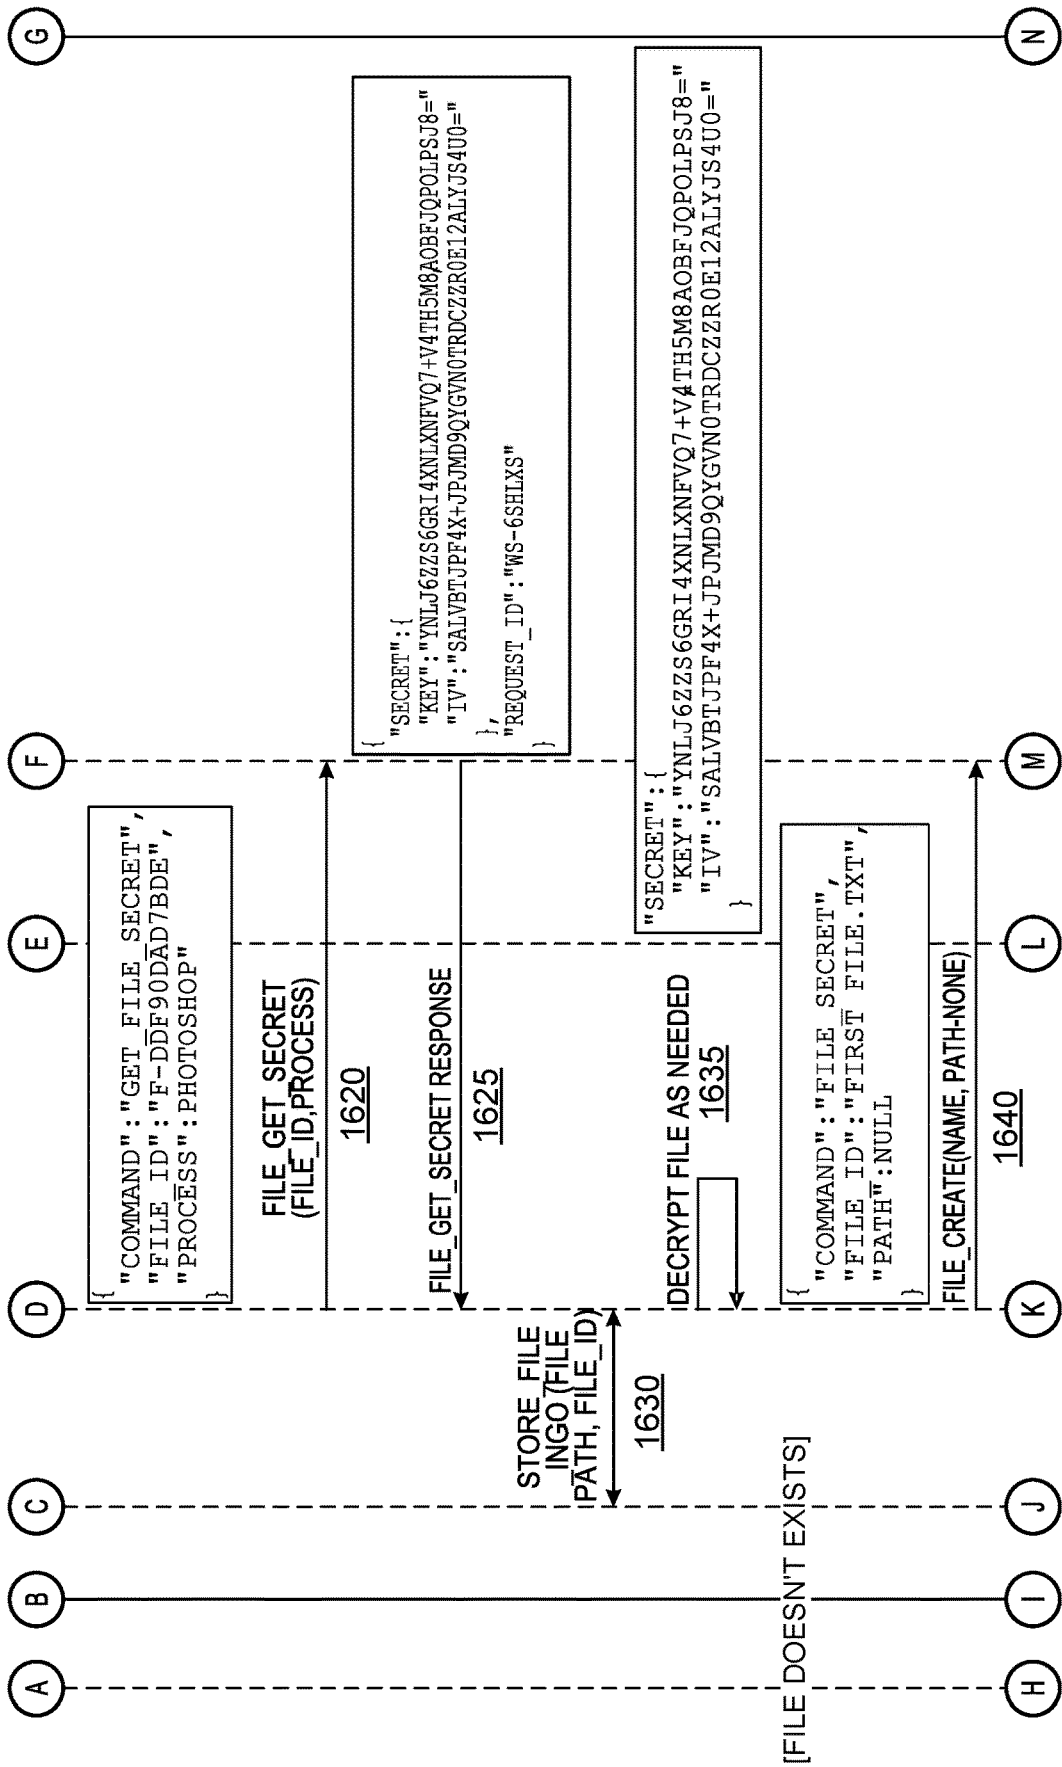 A
B
C
D
E
F
G
{
"COMMAND":"GET_FILE_SECRET",
"FILE_ID":"F-DDF90DAD7BDE",
"PROCESS":PHOTOSHOP"
}
FILE_GET_SECRET
(FILE_ID,PROCESS)
1620
{
"SECRET":{
"KEY":"YNLJ6ZZS6GRI4XNLXNFVQ7+V4TH5M8AOBFJQPOLPSJ8="
"IV":"SALVBTJPF4X+JPJMD9QYGVN0TRDCZZR0E12ALYJS4U0="
},
"REQUEST_ID":"WS-6SHLXS"
}
FILE_GET_SECRET RESPONSE
1625
STORE_FILE
INGO (FILE
PATH, FILE_ID)
1630
"SECRET":{
"KEY":"YNLJ6ZZS6GRI4XNLXNFVQ7+V4TH5M8AOBFJQPOLPSJ8="
"IV":"SALVBTJPF4X+JPJMD9QYGVN0TRDCZZR0E12ALYJS4U0="
}
DECRYPT FILE AS NEEDED
1635
[FILE DOESN'T EXISTS]
{
"COMMAND":"FILE_SECRET",
"FILE_ID":"FIRST_FILE.TXT",
"PATH":NULL
}
FILE_CREATE(NAME, PATH-NONE)
1640
H
I
J
K
L
M
N